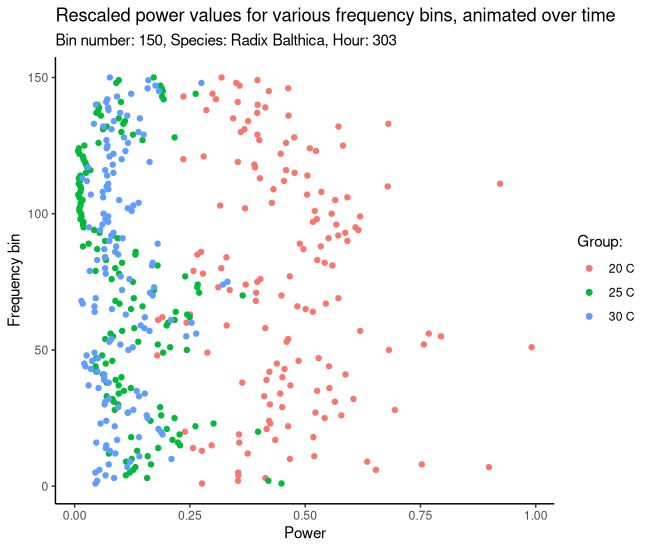 Rescaled power values for various frequency bins, animated over time
Bin number: 150, Species: Radix Balthica, Hour: 303
150
100
50
0
Frequency bin
0.00 0.25 0.50 0.75 1.00
Power
Group:
20 C
25 C
30 C